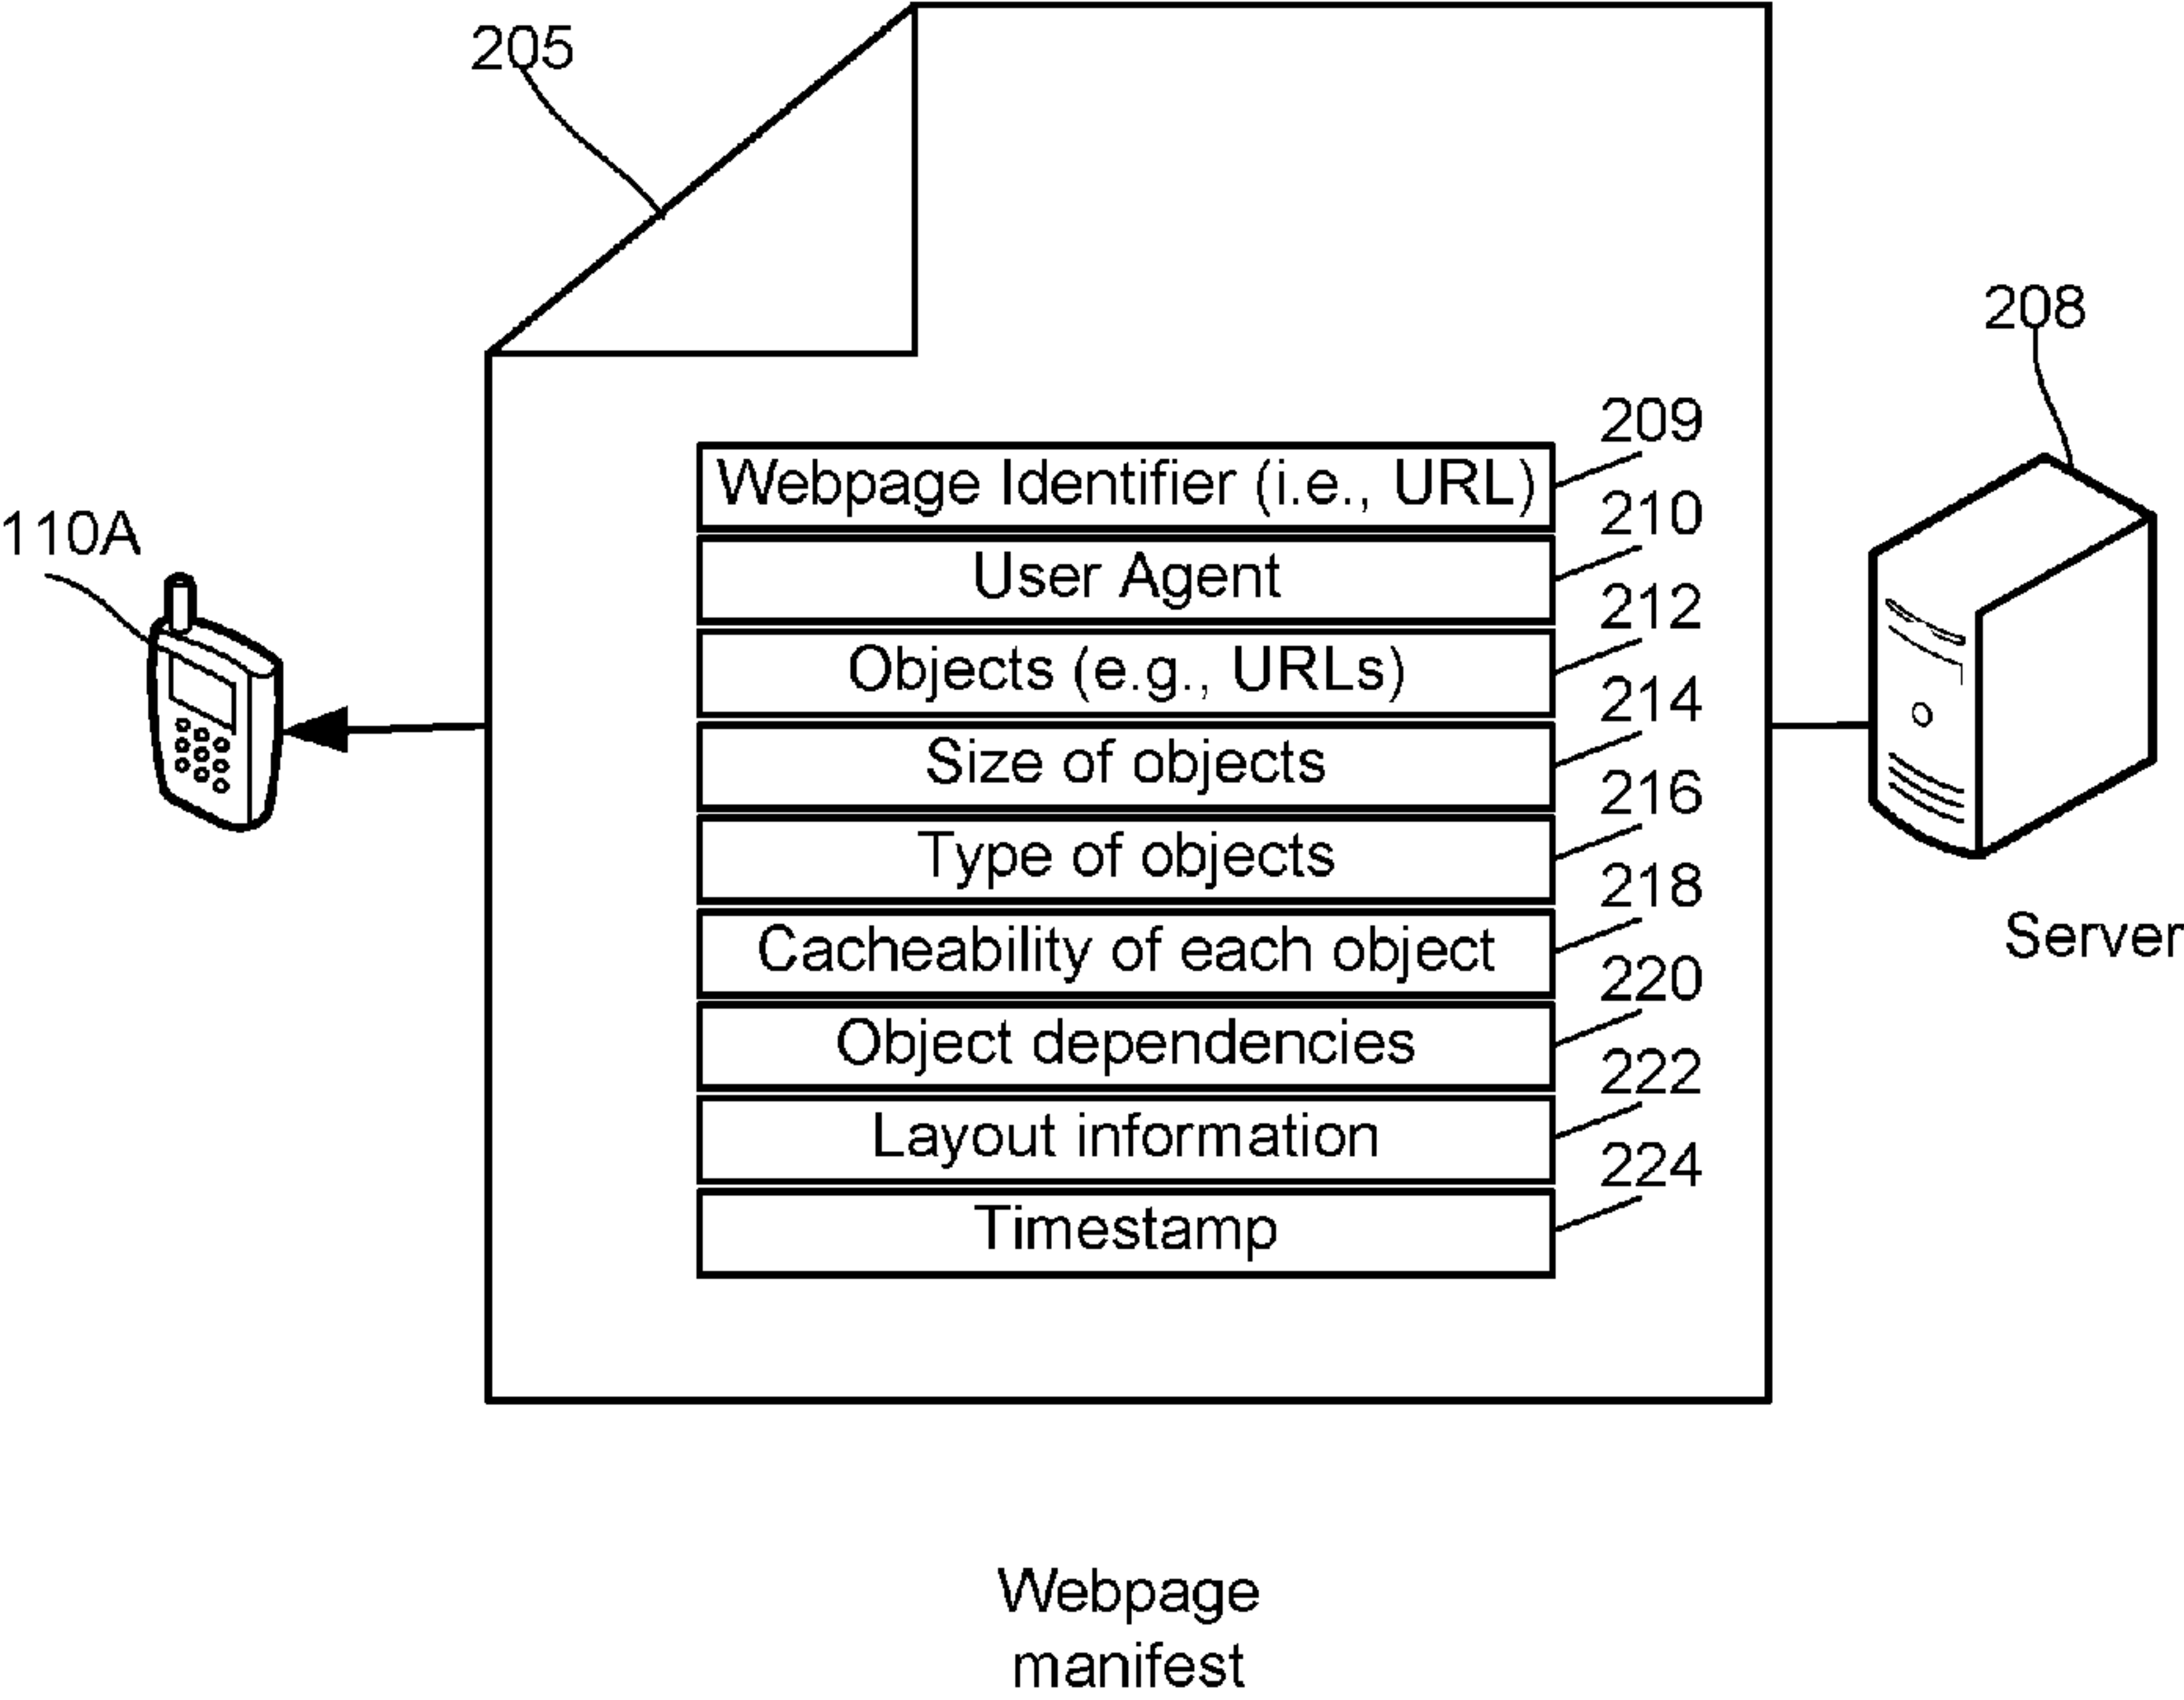 205
208
209
Webpage Identifier (i.e., URL)
110A
210
User Agent
212
Objects (e.g., URLs)
214
Size of objects
216
Type of objects
218
Cacheability of each object
Server
220
Object dependencies
222
Layout information
224
Timestamp
Webpage
manifest